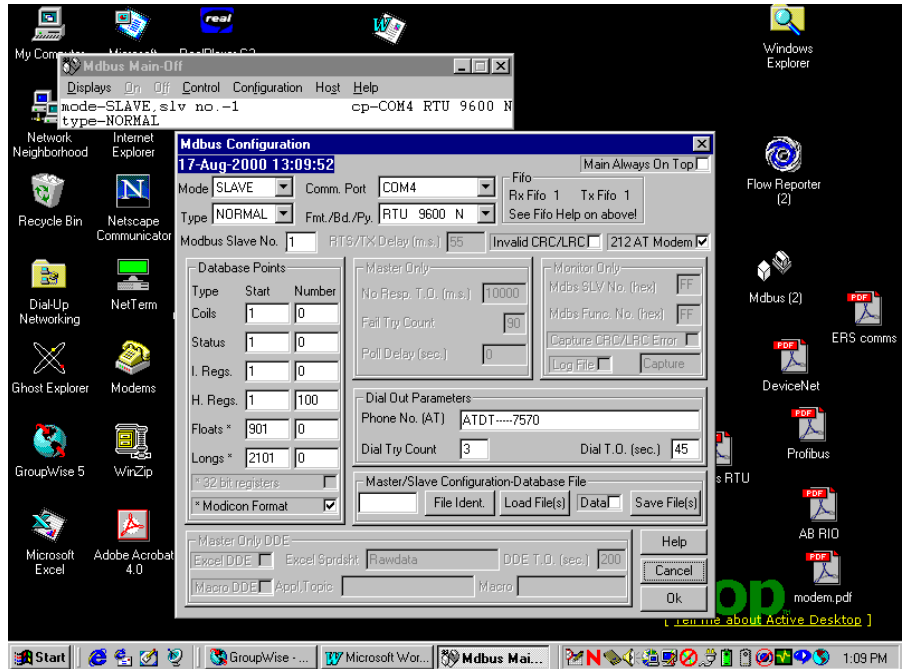 real
My Computer
Windows
Explorer
Mdbus Main-Off
Displays On Off Control Configuration Host Help
mode-SLAVE,slv no.-1 cp-COM4 RTU 9600 N
type-NORMAL
Network
Neighborhood
Internet
Explorer
Recycle Bin
Netscape
Communicator
Dial-Up
Networking
NetTerm
Ghost Explorer
Modems
GroupWise 5
WinZip
Microsoft
Excel
Adobe Acrobat
4.0
Mdbus Configuration
17-Aug-2000 13:09:52
Main Always On Top
Mode SLAVE Comm. Port COM4
Fifo
Rx Fifo 1 Tx Fifo 1
Type NORMAL Fmt./Bd./Py. RTU 9600 N See Fifo Help on above!
Modbus Slave No. 1 RTS/TX Delay (m.s.) 55 Invalid CRC/LRC 212 AT Modem
Database Points
Type Start Number
Coils 1 0
Status 1 0
I. Regs. 1 0
H. Regs. 1 100
Floats * 901 0
Longs * 2101 0
* 32 bit registers
* Modicon Format
Master Only
No Resp. T.O. (m.s.) 10000
Fail Try Count 90
Poll Delay (sec.) 0
Monitor Only
Mdbs SLV No. (hex) FF
Mdbs Func. No. (hex) FF
Capture CRC/LRC Error
Log File Capture
Dial Out Parameters
Phone No. (AT) ATDT-----7570
Dial Try Count 3 Dial T.O. (sec.) 45
Master/Slave Configuration-Database File
File Ident. Load File(s) Data Save File(s)
Master Only DDE
Excel DDE Excel Sprdsht Rawdata DDE T.O. (sec.) 200
Macro DDE Appl,Topic Macro
Help
Cancel
Ok
Flow Reporter
(2)
Mdbus (2)
PDF
ERS comms
PDF
DeviceNet
PDF
Profibus
s RTU
PDF
AB RIO
PDF
modem.pdf
op
[ Tell me about Active Desktop ]
Start GroupWise - ... Microsoft Wor... Mdbus Mai... 1:09 PM